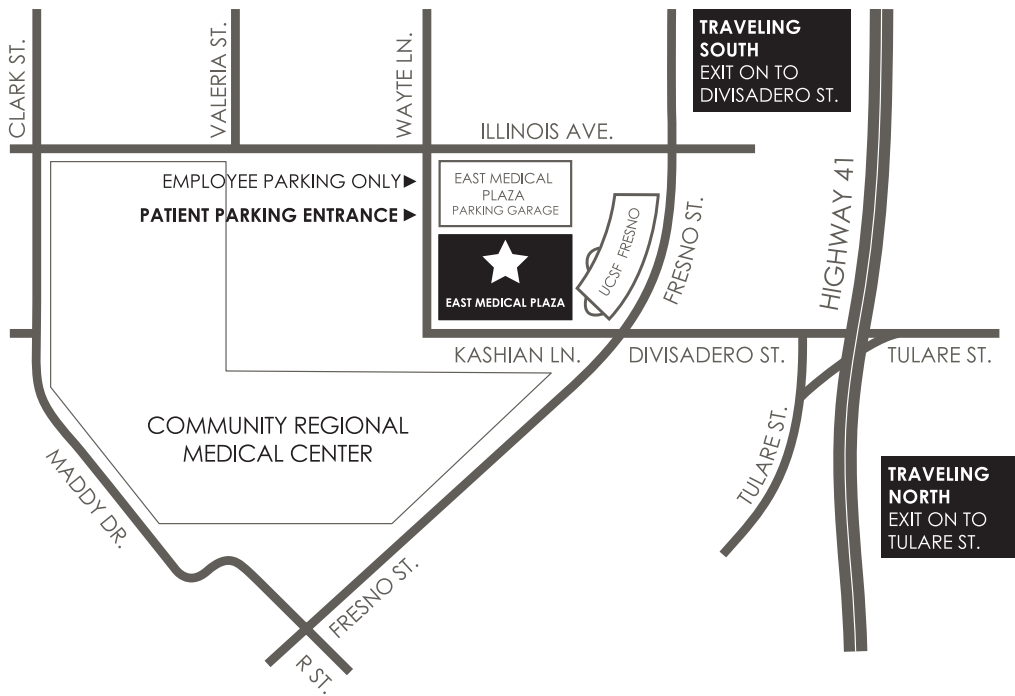 CLARK ST.
VALERIA ST.
WAYTE LN.
ILLINOIS AVE.
TRAVELING
SOUTH
EXIT ON TO
DIVISADERO ST.
EMPLOYEE PARKING ONLY
PATIENT PARKING ENTRANCE
EAST MEDICAL
PLAZA
PARKING GARAGE
EAST MEDICAL PLAZA
UCSF FRESNO
FRESNO ST.
HIGHWAY 41
KASHIAN LN.
DIVISADERO ST.
TULARE ST.
COMMUNITY REGIONAL
MEDICAL CENTER
MADDY DR.
TULARE ST.
TRAVELING
NORTH
EXIT ON TO
TULARE ST.
FRESNO ST.
R ST.